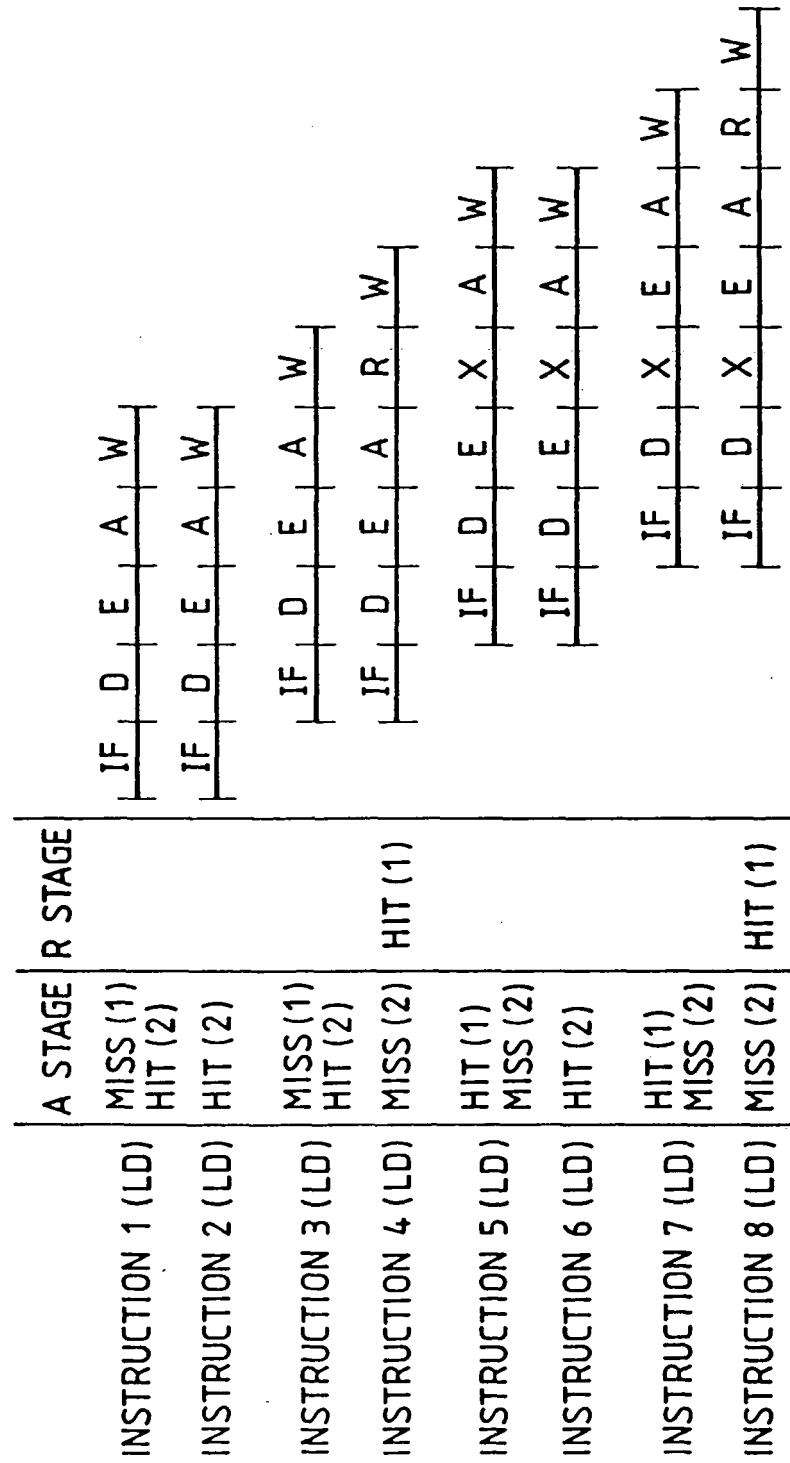 A STAGE R STAGE
INSTRUCTION 1 (LD) MISS (1) IF D E A W
HIT (2)
INSTRUCTION 2 (LD) HIT (2) IF D E A W
INSTRUCTION 3 (LD) MISS (1) IF D E A W
HIT (2)
INSTRUCTION 4 (LD) MISS (2) HIT (1) IF D E A R W
INSTRUCTION 5 (LD) HIT (1) IF D E X A W
MISS (2)
INSTRUCTION 6 (LD) HIT (2) IF D E X A W
INSTRUCTION 7 (LD) HIT (1) IF D X E A W
MISS (2)
INSTRUCTION 8 (LD) MISS (2) HIT (1) IF D X E A R W